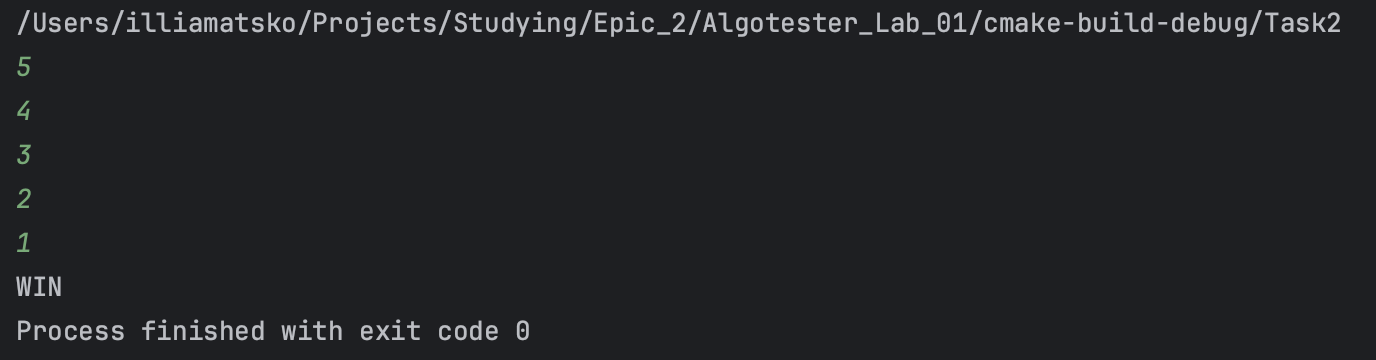 /Users/illiamatsko/Projects/Studying/Epic_2/Algotester_Lab_01/cmake-build-debug/Task2
5
4
3
2
1
WIN
Process finished with exit code 0